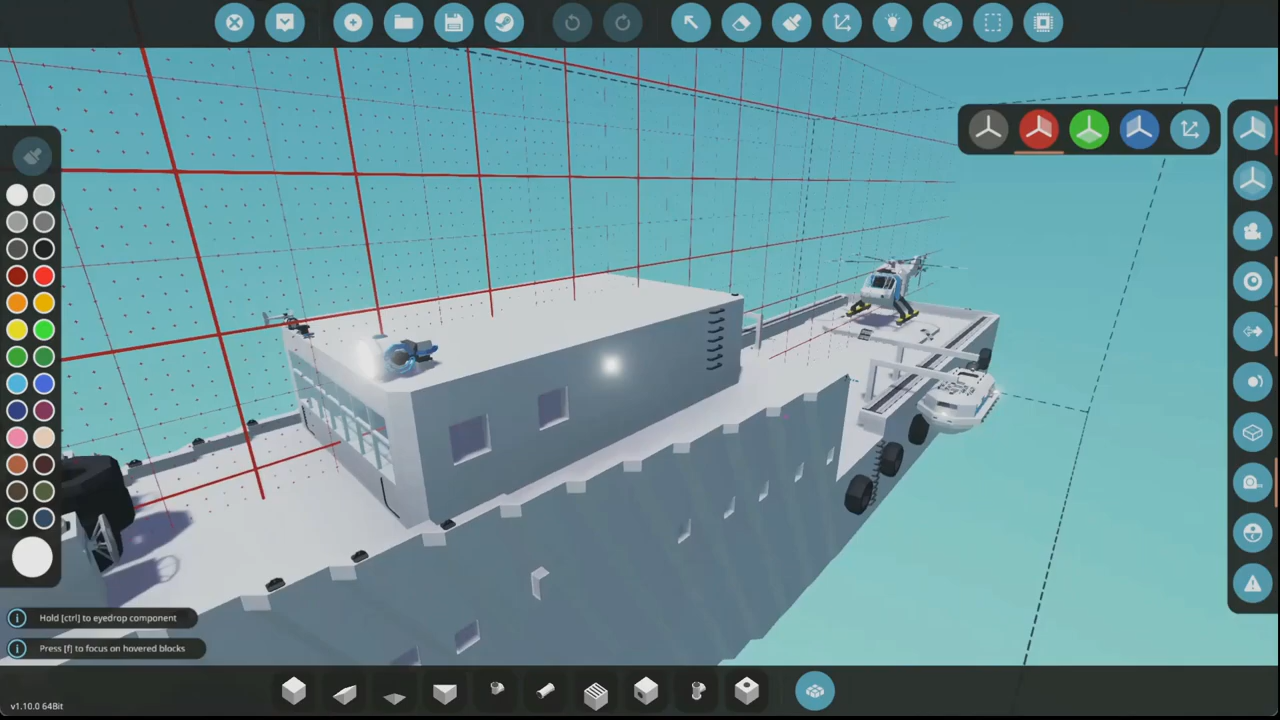 Hold [ctrl] to eyedrop component
Press [f] to focus on hovered blocks
v1.10.0 64Bit